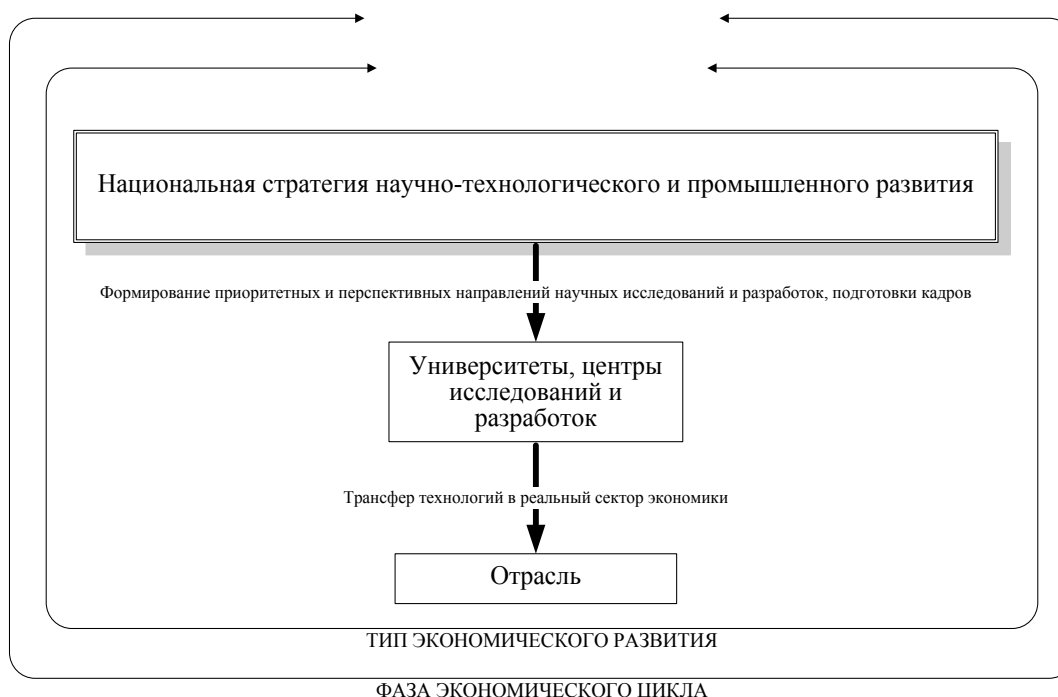 Национальная стратегия научно-технологического и промышленного развития
Формирование приоритетных и перспективных направлений научных исследований и разработок, подготовки кадров
Университеты, центры
исследований и
разработок
Трансфер технологий в реальный сектор экономики
Отрасль
ТИП ЭКОНОМИЧЕСКОГО РАЗВИТИЯ
ФАЗА ЭКОНОМИЧЕСКОГО ЦИКЛА